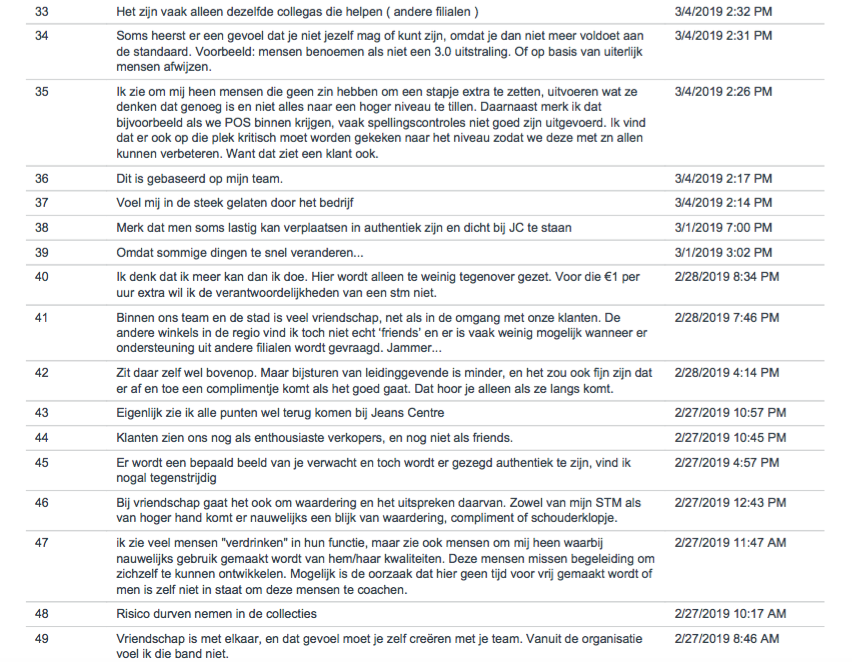 33 Het zijn vaak alleen dezelfde collegas die helpen ( andere filialen ) 3/4/2019 2:32 PM
34 Soms heerst er een gevoel dat je niet jezelf mag of kunt zijn, omdat je dan niet meer voldoet aan 3/4/2019 2:31 PM
de standaard. Voorbeeld: mensen benoemen als niet een 3.0 uitstraling. Of op basis van uiterlijk
mensen afwijzen.
35 Ik zie om mij heen mensen die geen zin hebben om een stapje extra te zetten, uitvoeren wat ze 3/4/2019 2:26 PM
denken dat genoeg is en niet alles naar een hoger niveau te tillen. Daarnaast merk ik dat
bijvoorbeeld als we POS binnen krijgen, vaak spellingscontroles niet goed zijn uitgevoerd. Ik vind
dat er ook op die plek kritisch moet worden gekeken naar het niveau zodat we deze met zn allen
kunnen verbeteren. Want dat ziet een klant ook.
36 Dit is gebaseerd op mijn team. 3/4/2019 2:17 PM
37 Voel mij in de steek gelaten door het bedrijf 3/4/2019 2:14 PM
38 Merk dat men soms lastig kan verplaatsen in authentiek zijn en dicht bij JC te staan 3/1/2019 7:00 PM
39 Omdat sommige dingen te snel veranderen... 3/1/2019 3:02 PM
40 Ik denk dat ik meer kan dan ik doe. Hier wordt alleen te weinig tegenover gezet. Voor die €1 per 2/28/2019 8:34 PM
uur extra wil ik de verantwoordelijkheden van een stm niet.
41 Binnen ons team en de stad is veel vriendschap, net als in de omgang met onze klanten. De 2/28/2019 7:46 PM
andere winkels in de regio vind ik toch niet echt 'friends' en er is vaak weinig mogelijk wanneer er
ondersteuning uit andere filialen wordt gevraagd. Jammer...
42 Zit daar zelf wel bovenop. Maar bijsturen van leidinggevende is minder, en het zou ook fijn zijn dat 2/28/2019 4:14 PM
er af en toe een complimentje komt als het goed gaat. Dat hoor je alleen als ze langs komt.
43 Eigenlijk zie ik alle punten wel terug komen bij Jeans Centre 2/27/2019 10:57 PM
44 Klanten zien ons nog als enthousiaste verkopers, en nog niet als friends. 2/27/2019 10:45 PM
45 Er wordt een bepaald beeld van je verwacht en toch wordt er gezegd authentiek te zijn, vind ik 2/27/2019 4:57 PM
nogal tegenstrijdig
46 Bij vriendschap gaat het ook om waardering en het uitspreken daarvan. Zowel van mijn STM als 2/27/2019 12:43 PM
van hoger hand komt er nauwelijks een blijk van waardering, compliment of schouderklopje.
47 ik zie veel mensen "verdrinken" in hun functie, maar zie ook mensen om mij heen waarbij 2/27/2019 11:47 AM
nauwelijks gebruik gemaakt wordt van hem/haar kwaliteiten. Deze mensen missen begeleiding om
zichzelf te kunnen ontwikkelen. Mogelijk is de oorzaak dat hier geen tijd voor vrij gemaakt wordt of
men is zelf niet in staat om deze mensen te coachen.
48 Risico durven nemen in de collecties 2/27/2019 10:17 AM
49 Vriendschap is met elkaar, en dat gevoel moet je zelf creëren met je team. Vanuit de organisatie 2/27/2019 8:46 AM
voel ik die band niet.